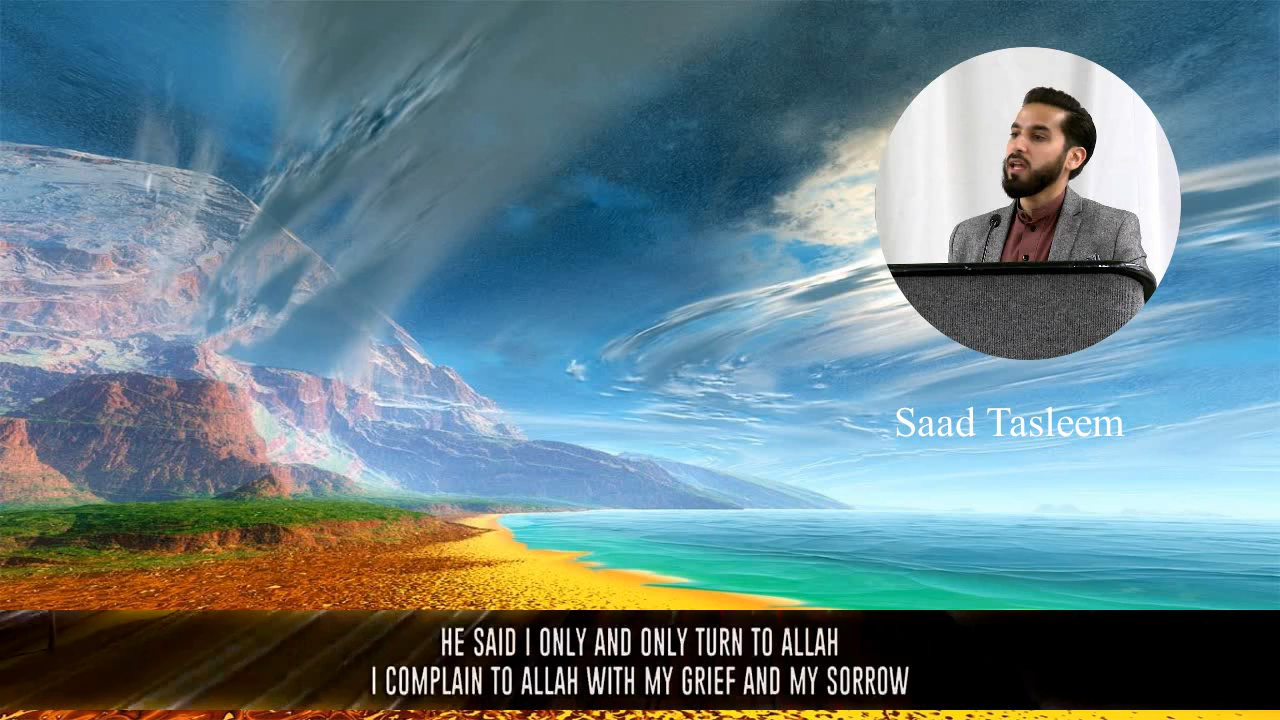 Saad Tasleem
HE SAID I ONLY AND ONLY TURN TO ALLAH
I COMPLAIN TO ALLAH WITH MY GRIEF AND MY SORROW